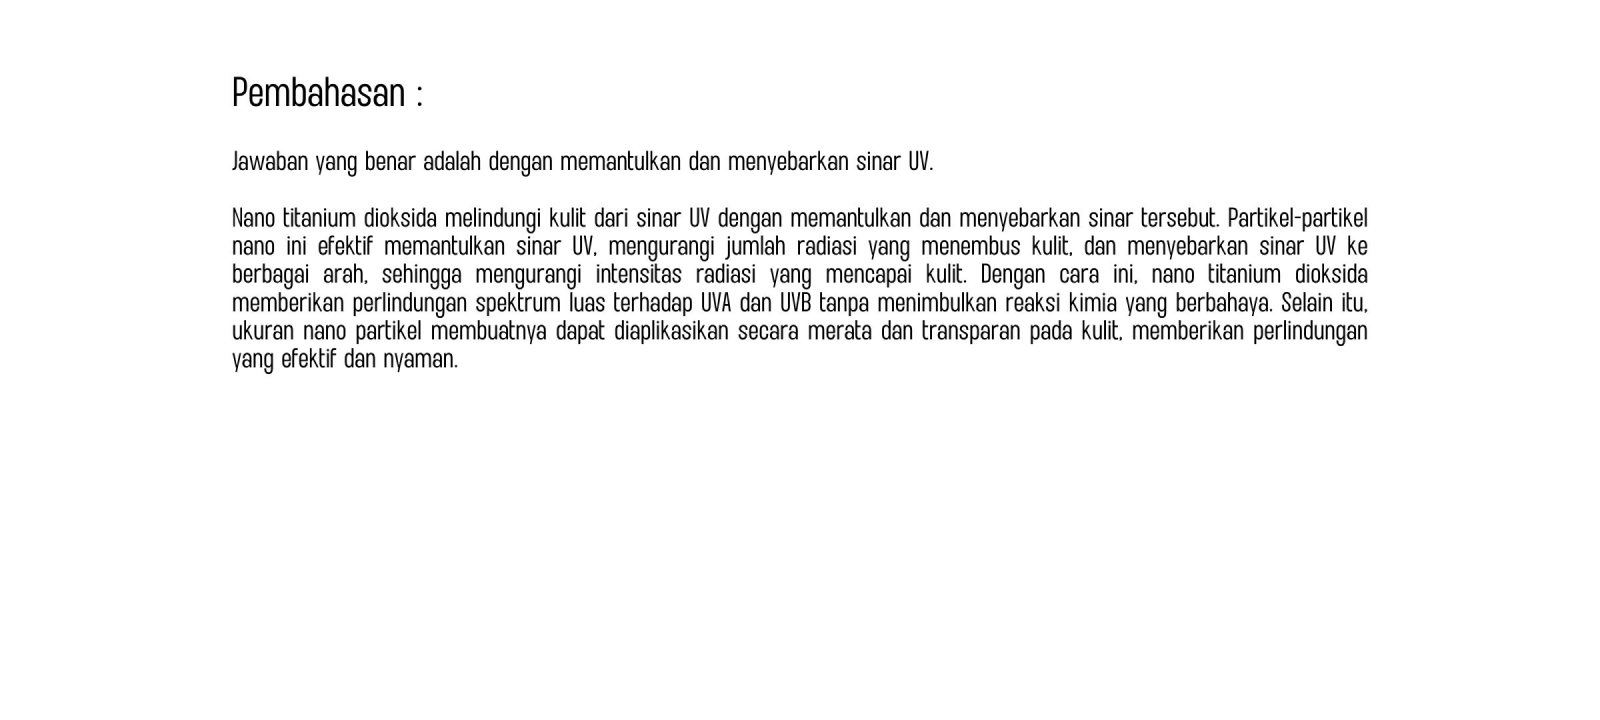 Pembahasan :
Jawaban yang benar adalah dengan memantulkan dan menyebarkan sinar UV.
Nano titanium dioksida melindungi kulit dari sinar UV dengan memantulkan dan menyebarkan sinar tersebut. Partikel-partikel
nano ini efektif memantulkan sinar UV, mengurangi jumlah radiasi yang menembus kulit, dan menyebarkan sinar UV ke
berbagai arah, sehingga mengurangi intensitas radiasi yang mencapai kulit. Dengan cara ini, nano titanium dioksida
memberikan perlindungan spektrum luas terhadap UVA dan UVB tanpa menimbulkan reaksi kimia yang berbahaya. Selain itu,
ukuran nano partikel membuatnya dapat diaplikasikan secara merata dan transparan pada kulit, memberikan perlindungan
yang efektif dan nyaman.